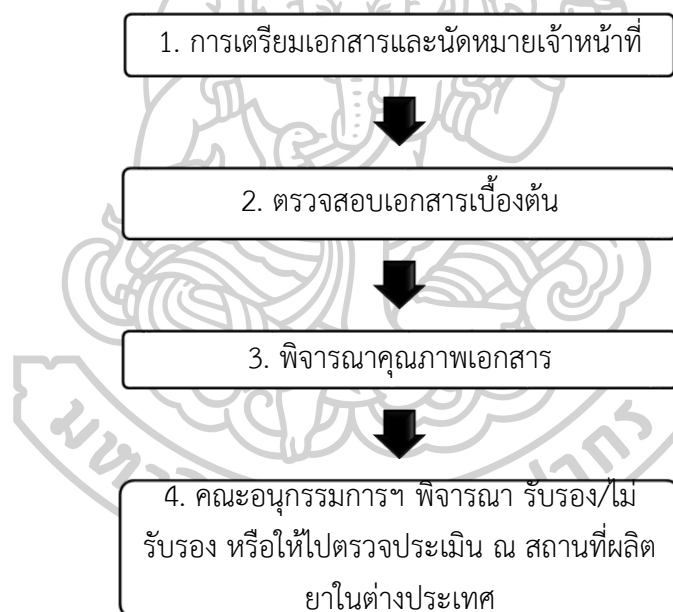 1. การเตรียมเอกสารและนัดหมายเจ้าหน้าที่
2. ตรวจสอบเอกสารเบื้องต้น
3. พิจารณาคุณภาพเอกสาร
4. คณะอนุกรรมการฯ พิจารณา รับรอง/ไม่
รับรอง หรือให้ไปตรวจประเมิน ณ สถานที่ผลิต
ยาในต่างประเทศ